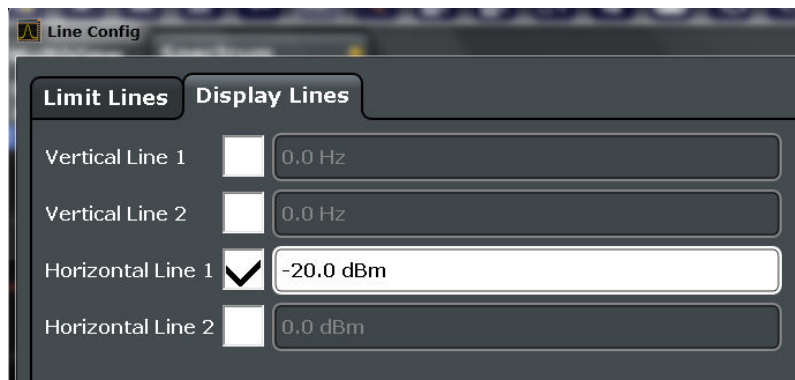 Line Config
Spectrum
Limit Lines
Display Lines
Vertical Line 1
0.0 Hz
Vertical Line 2
0.0 Hz
Horizontal Line 1
-20.0 dBm
Horizontal Line 2
0.0 dBm